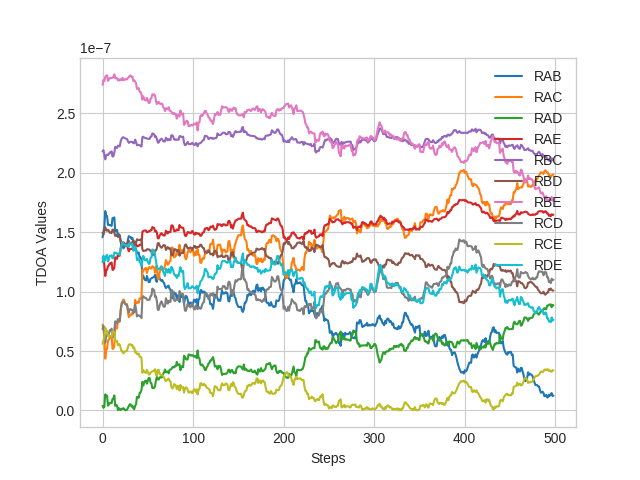 1e−7
TDOA Values
2.5
2.0
1.5
1.0
0.5
0.0
0
100
200
300
400
500
Steps
RAB
RAC
RAD
RAE
RBC
RBD
RBE
RCD
RCE
RDE